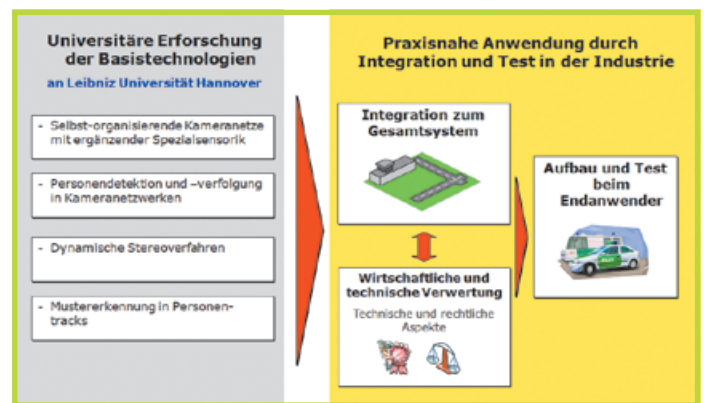 Universitäre Erforschung
der Basistechnologien
an Leibniz Universität Hannover
- Selbst-organisierende Kameranetze
mit ergänzender Spezialsensorik
- Personendetektion und –verfolgung
in Kameranetzwerken
- Dynamische Stereoverfahren
- Mustererkennung in Personen-
tracks
Praxisnahe Anwendung durch
Integration und Test in der Industrie
Integration zum
Gesamtsystem
Wirtschaftliche und
technische Verwertung
Technische und rechtliche
Aspekte
Aufbau und Test
beim
Endanwender